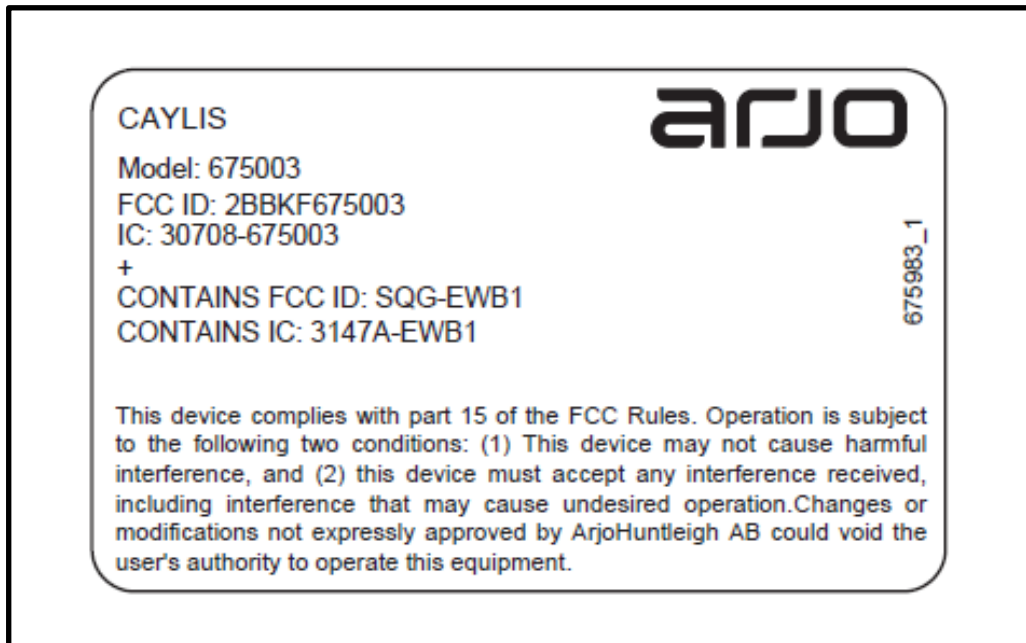 CAYLIS
arjo
Model: 675003
FCC ID: 2BBKF675003
IC: 30708-675003
+
CONTAINS FCC ID: SQG-EWB1
CONTAINS IC: 3147A-EWB1
675983_1
This device complies with part 15 of the FCC Rules. Operation is subject
to the following two conditions: (1) This device may not cause harmful
interference, and (2) this device must accept any interference received,
including interference that may cause undesired operation.Changes or
modifications not expressly approved by ArjoHuntleigh AB could void the
user's authority to operate this equipment.